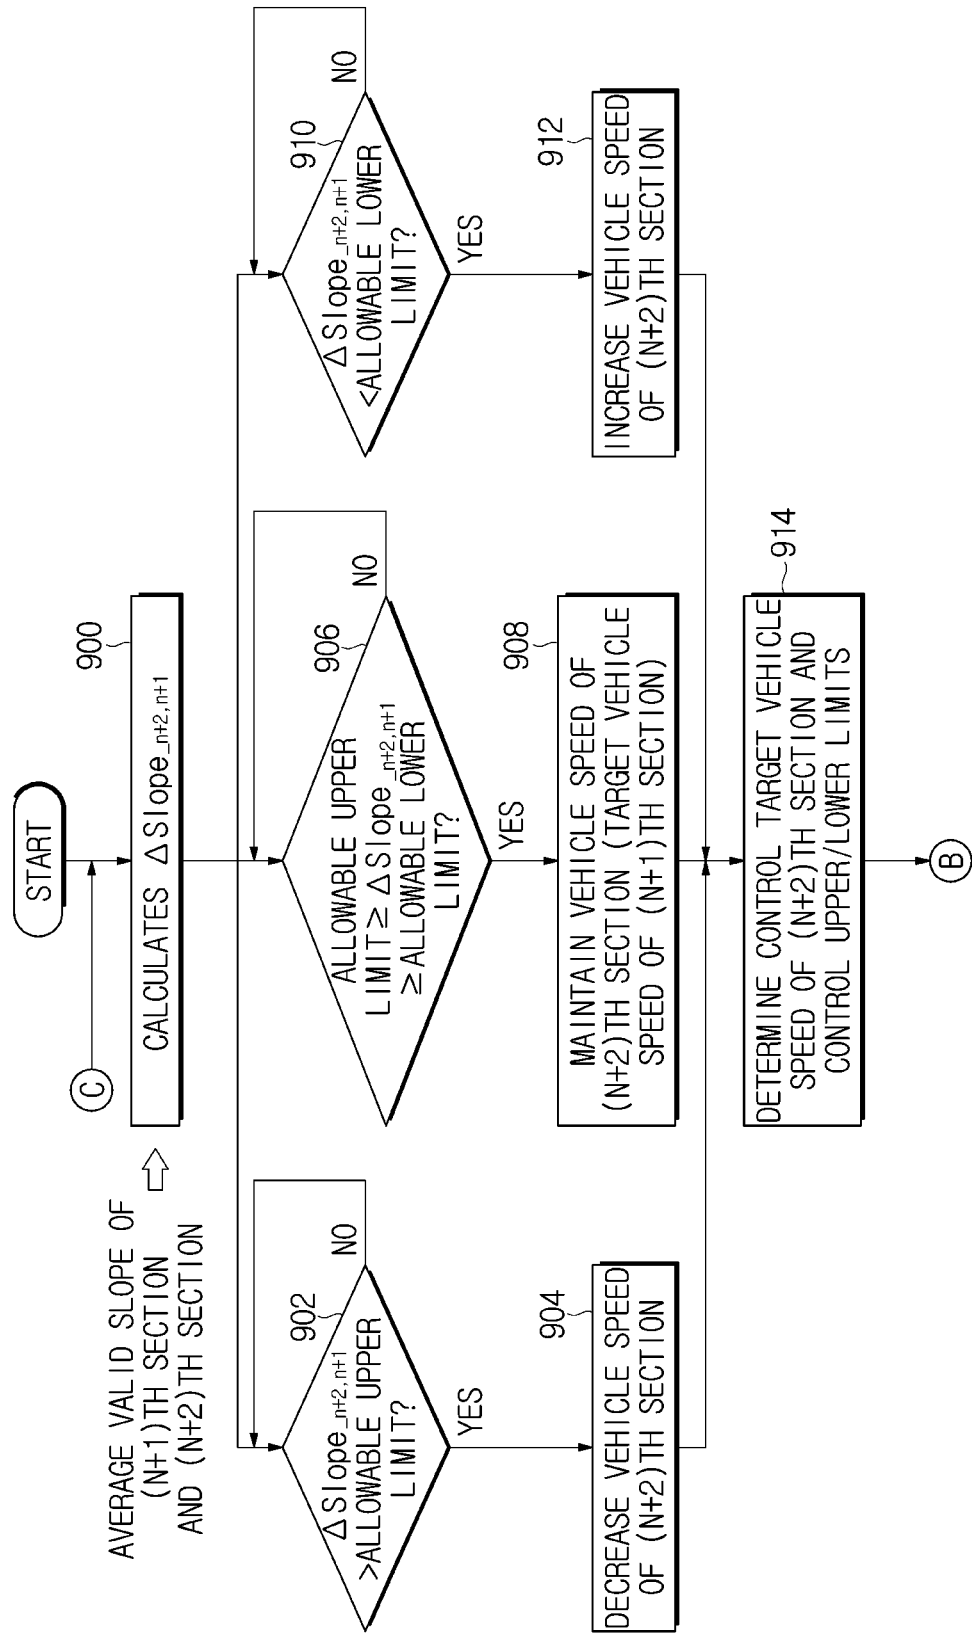 START
C
900
AVERAGE VALID SLOPE OF
(N+1)TH SECTION
AND (N+2)TH SECTION
CALCULATES △Slope_n+2,n+1
902
△Slope_n+2,n+1
>ALLOWABLE UPPER
LIMIT?
NO
YES
904
DECREASE VEHICLE SPEED
OF (N+2)TH SECTION
906
ALLOWABLE UPPER
LIMIT≥ △Slope_n+2,n+1
≥ALLOWABLE LOWER
LIMIT?
NO
YES
908
MAINTAIN VEHICLE SPEED OF
(N+2)TH SECTION (TARGET VEHICLE
SPEED OF (N+1)TH SECTION)
910
△Slope_n+2,n+1
<ALLOWABLE LOWER
LIMIT?
NO
YES
912
INCREASE VEHICLE SPEED
OF (N+2)TH SECTION
914
DETERMINE CONTROL TARGET VEHICLE
SPEED OF (N+2)TH SECTION AND
CONTROL UPPER/LOWER LIMITS
B